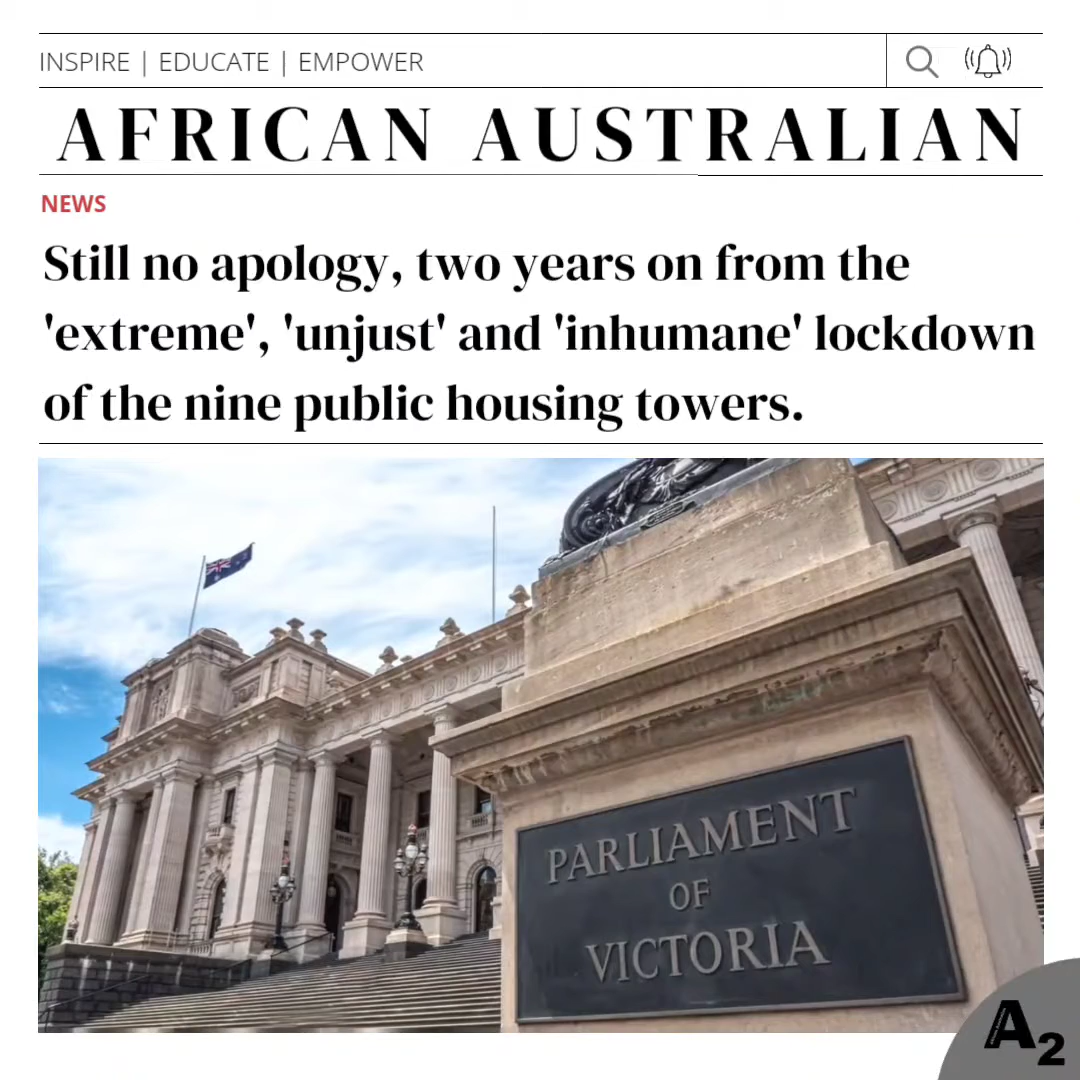 INSPIRE | EDUCATE | EMPOWER
AFRICAN AUSTRALIAN
NEWS
Still no apology, two years on from the
'extreme', 'unjust' and 'inhumane' lockdown
of the nine public housing towers.
PARLIAMENT
OF
VICTORIA
A2